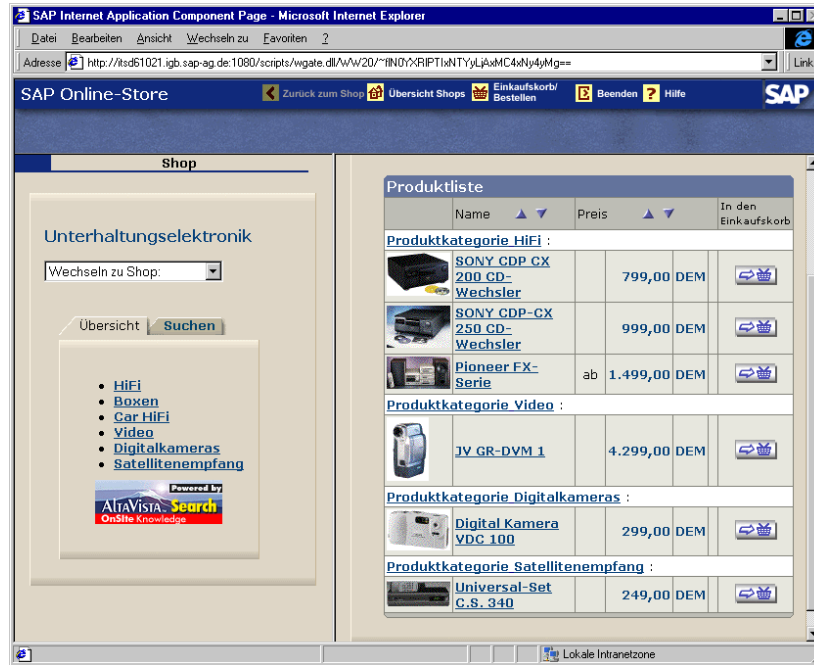 SAP Internet Application Component Page - Microsoft Internet Explorer
Datei Bearbeiten Ansicht Wechseln zu Favoriten ?
Adresse http://itsd61021.igb.sap-ag.de:1080/scripts/wgate.dll/WW20/
Link
SAP Online-Store
Zurück zum Shop
Übersicht Shops
Einkaufskorb/
Bestellen
Beenden
Hilfe
SAP
Shop
Unterhaltungselektronik
Wechseln zu Shop:
Übersicht Suchen
HiFi
Boxen
Car HiFi
Video
Digitalkameras
Satellitenempfang
Powered by
ALTAVISTA. Search
OnSite Knowledge
Produktliste
Name Preis In den
Einkaufskorb
Produktkategorie HiFi :
SONY CDP CX
200 CD-
Wechsler
799,00 DEM
SONY CDP-CX
250 CD-
Wechsler
999,00 DEM
Pioneer FX-
Serie
ab 1.499,00 DEM
Produktkategorie Video :
JV GR-DVM 1 4.299,00 DEM
Produktkategorie Digitalkameras :
Digital Kamera
VDC 100
299,00 DEM
Produktkategorie Satellitenempfang :
Universal-Set
C.S. 340
249,00 DEM
Lokale Intranetzone